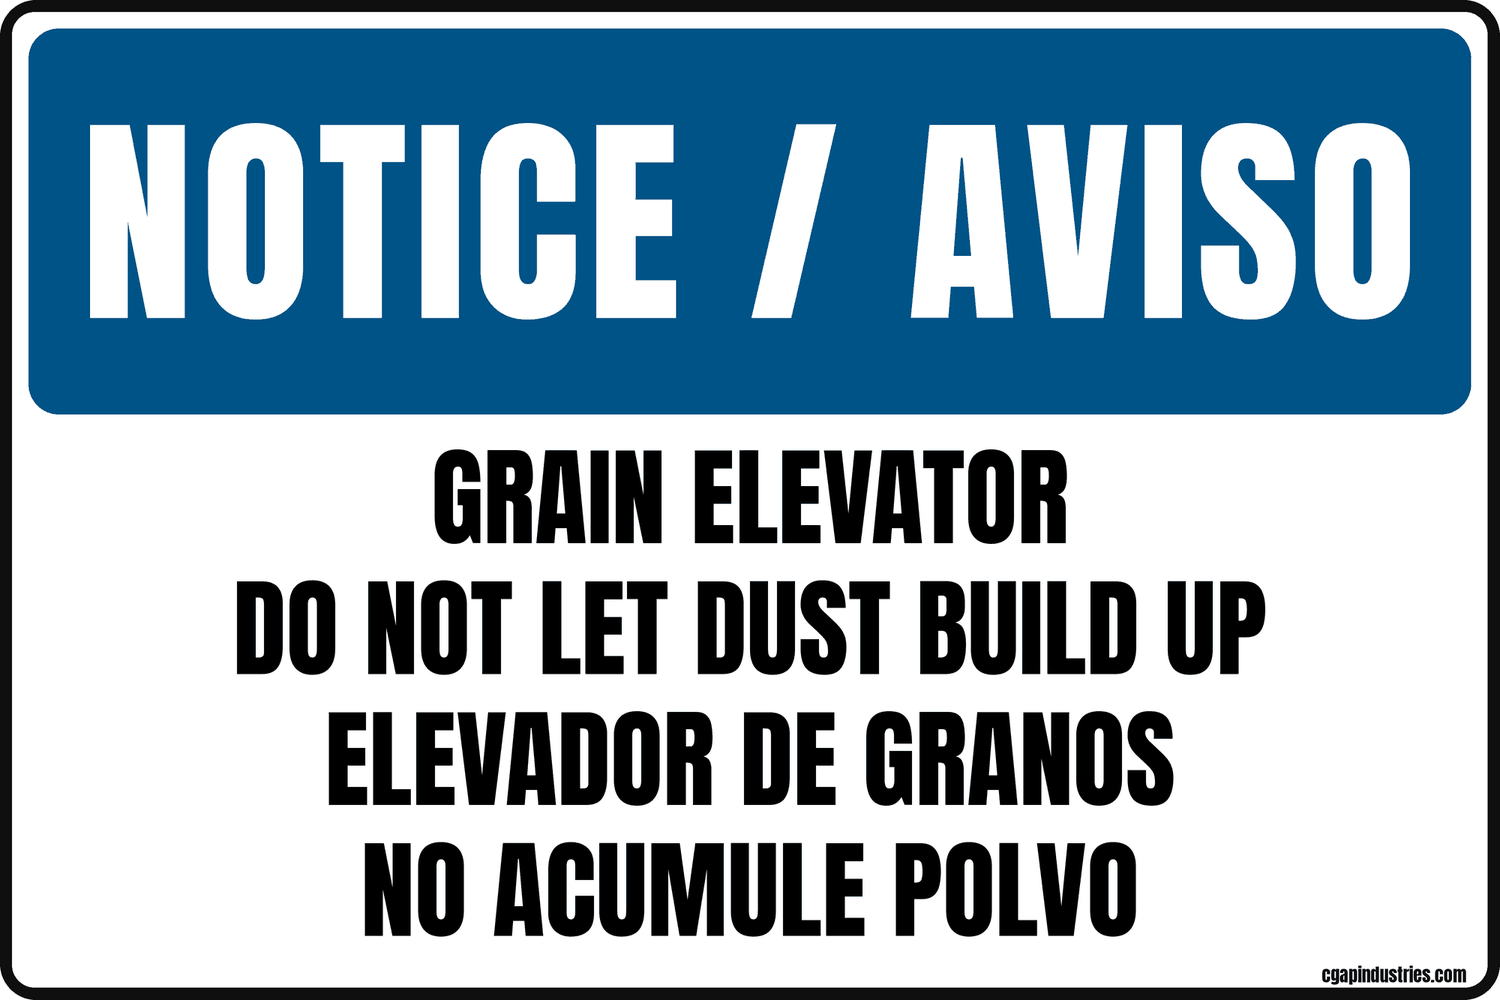 NOTICE / AVISO
GRAIN ELEVATOR
DO NOT LET DUST BUILD UP
ELEVADOR DE GRANOS
NO ACUMULE POLVO
cgapindustries.com